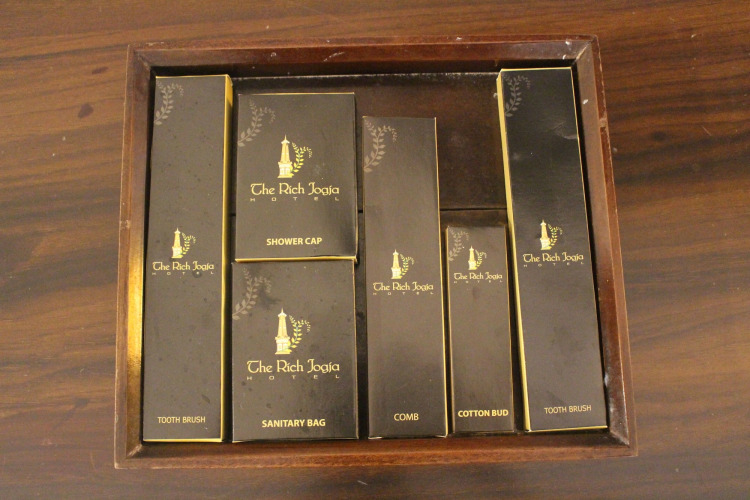 The Rich Jogja
HOTEL
TOOTH BRUSH
The Rich Jogja
HOTEL
SHOWER CAP
The Rich Jogja
HOTEL
SANITARY BAG
The Rich Jogja
HOTEL
COMB
The Rich Jogja
HOTEL
COTTON BUD
The Rich Jogja
HOTEL
TOOTH BRUSH